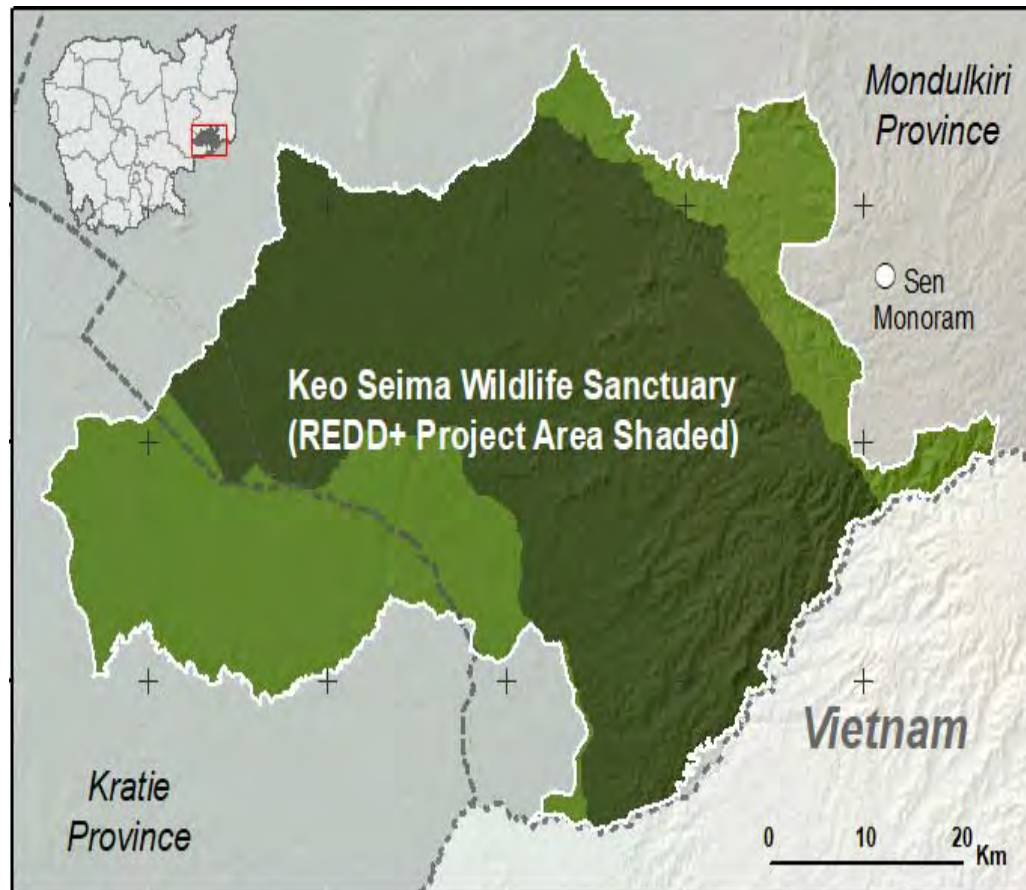 Mondulkiri
Province
Sen
Monoram
Keo Seima Wildlife Sanctuary
(REDD+ Project Area Shaded)
Vietnam
Kratie
Province
0 10 20
Km